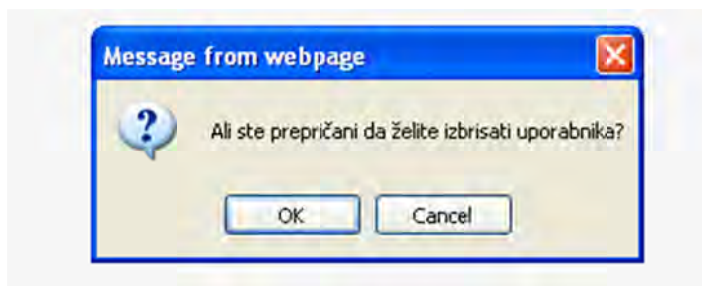 Message from webpage
Ali ste prepričani da želite izbrisati uporabnika?
OK
Cancel